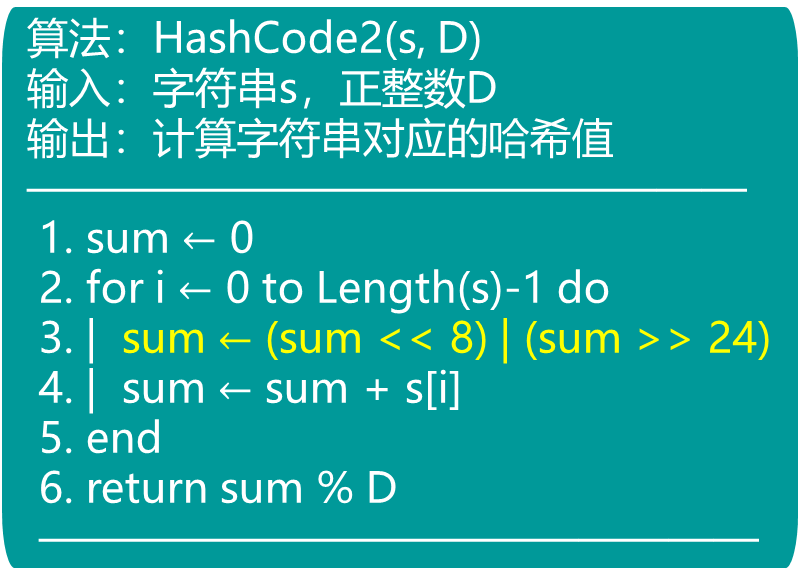 算法：HashCode2(s, D)
输入：字符串s，正整数D
输出：计算字符串对应的哈希值
1. sum ← 0
2. for i ← 0 to Length(s)-1 do
3. | sum ← (sum << 8) | (sum >> 24)
4. | sum ← sum + s[i]
5. end
6. return sum % D